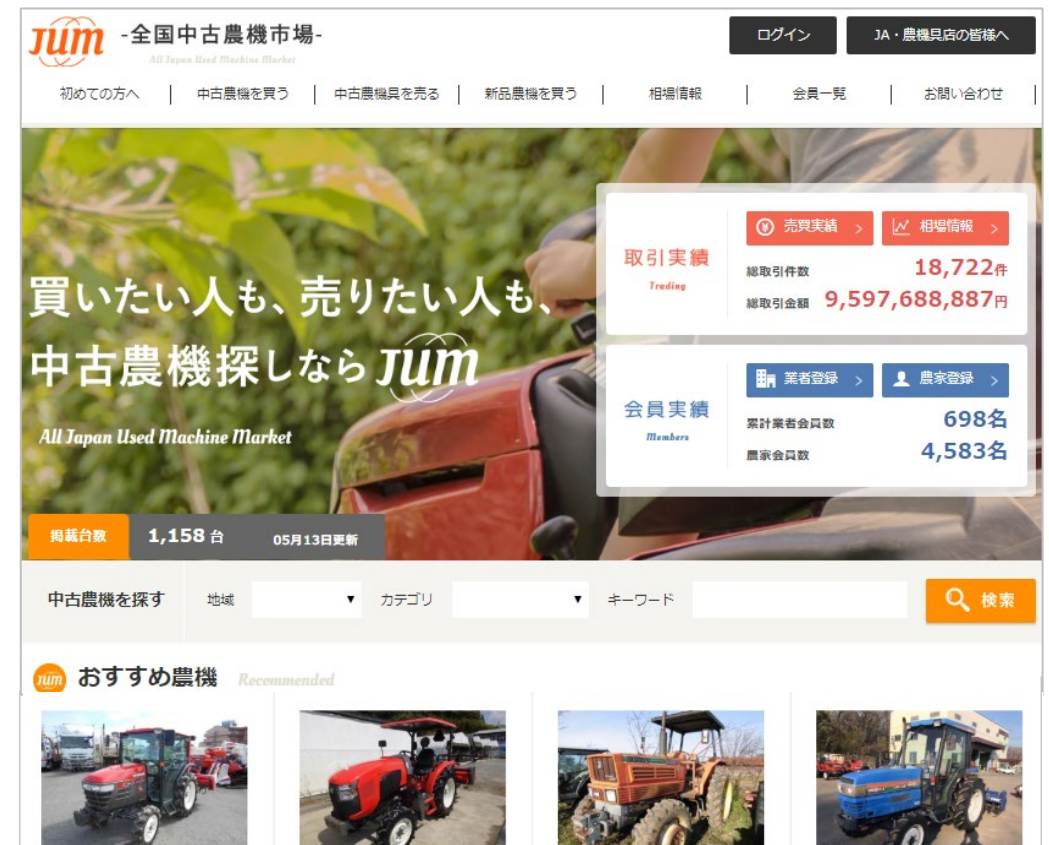 JUM -全国中古農機市場-
All Japan Used Machine Market
ログイン
JA・農機具店の皆様へ
初めての方へ | 中古農機を買う | 中古農機具を売る | 新品農機を買う | 相場情報 | 会員一覧 | お問い合わせ |
買いたい人も、売りたい人も、
中古農機探しなら JUM
All Japan Used Machine Market
取引実績
Trading
売買実績 >
相場情報 >
総取引件数 18,722件
総取引金額 9,597,688,887円
会員実績
Members
業者登録 >
農家登録 >
累計業者会員数 698名
農家会員数 4,583名
掲載台数 1,158台 05月13日更新
中古農機を探す 地域 ▼ カテゴリ ▼ キーワード 検索
JUM おすすめ農機 Recommended